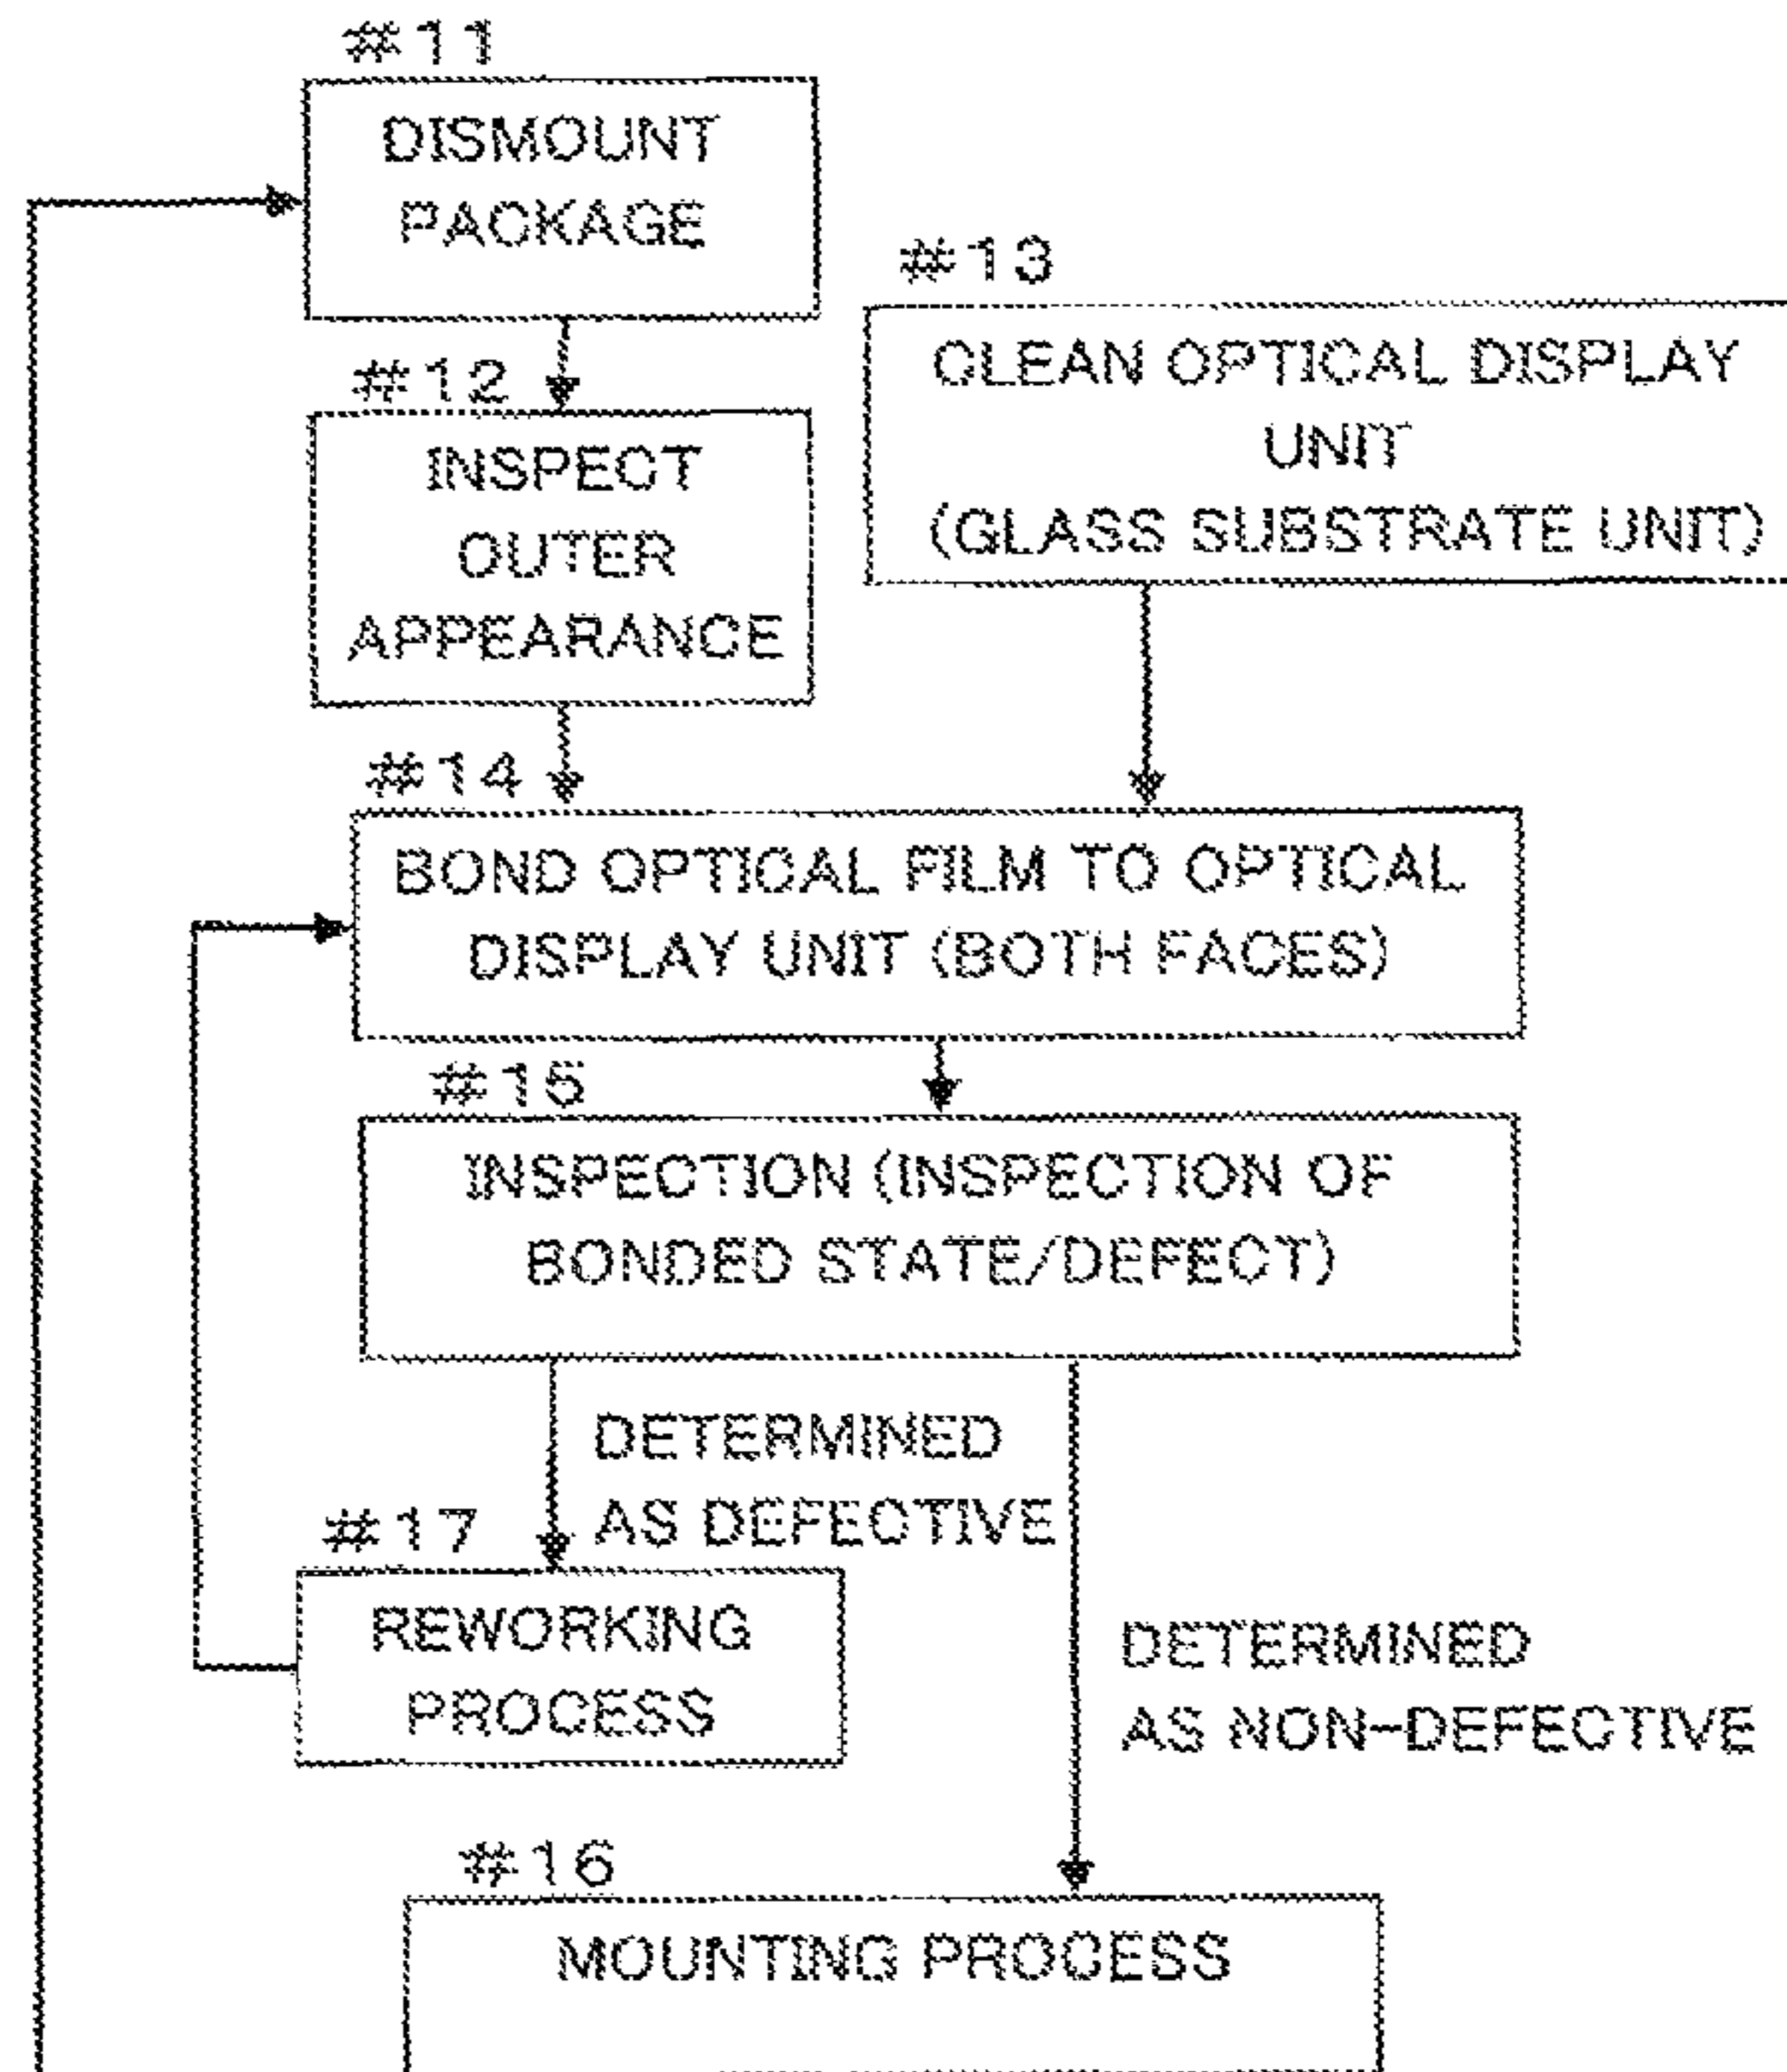 #11
DISMOUNT
PACKAGE
#12
INSPECT
OUTER
APPEARANCE
#13
CLEAN OPTICAL DISPLAY
UNIT
(GLASS SUBSTRATE UNIT)
#14
BOND OPTICAL FILM TO OPTICAL
DISPLAY UNIT (BOTH FACES)
#15
INSPECTION (INSPECTION OF
BONDED STATE/DEFECT)
DETERMINED
AS DEFECTIVE
#17
REWORKING
PROCESS
DETERMINED
AS NON-DEFECTIVE
#16
MOUNTING PROCESS